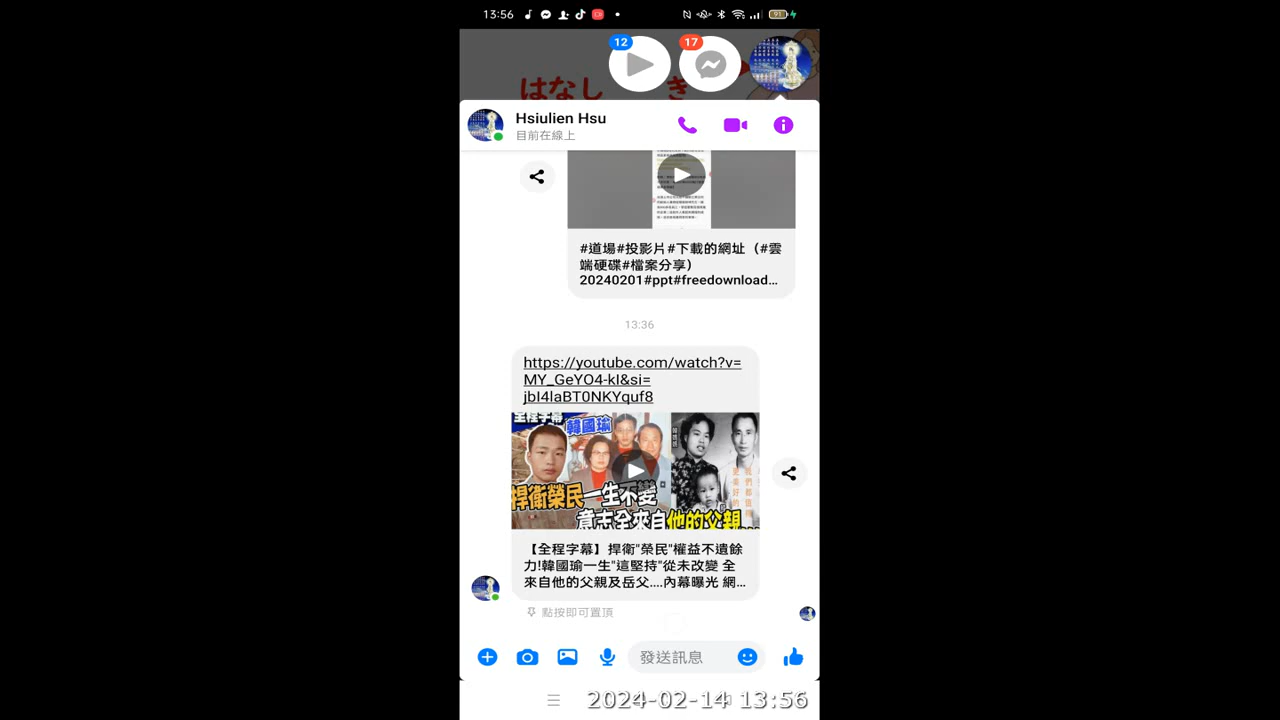 13:56
91
12
17
はなし
き
Hsiulien Hsu
目前在線上
#道場#投影片#下載的網址（#雲
端硬碟#檔案分享）
20240201#ppt#freedownload...
13:36
https://youtube.com/watch?v=
MY_GeYO4-kI&si=
jbI4laBT0NKYquf8
全程字幕
韓國瑜
捍衛榮民一生不變
意志全來自他的父親...
【全程字幕】捍衛"榮民"權益不遺餘
力!韓國瑜一生"這堅持"從未改變 全
來自他的父親及岳父....內幕曝光 網...
點按即可置頂
發送訊息
2024-02-14 13:56